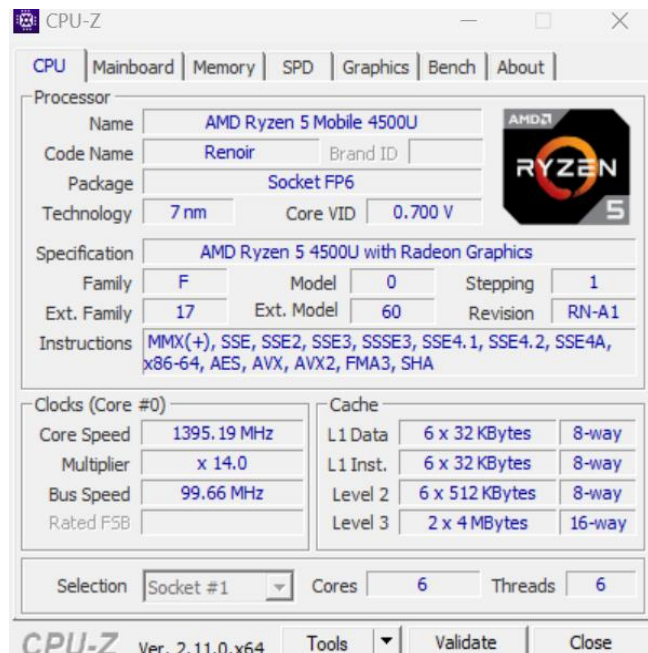 CPU-Z
CPU Mainboard Memory SPD Graphics Bench About
Processor
Name AMD Ryzen 5 Mobile 4500U
Code Name Renoir Brand ID
Package Socket FP6
Technology 7 nm Core VID 0.700 V
AMD
RYZEN
5
Specification AMD Ryzen 5 4500U with Radeon Graphics
Family F Model 0 Stepping 1
Ext. Family 17 Ext. Model 60 Revision RN-A1
Instructions MMX(+), SSE, SSE2, SSE3, SSSE3, SSE4.1, SSE4.2, SSE4A,
x86-64, AES, AVX, AVX2, FMA3, SHA
Clocks (Core #0)
Core Speed 1395.19 MHz
Multiplier x 14.0
Bus Speed 99.66 MHz
Rated FSB
Cache
L1 Data 6 x 32 KBytes 8-way
L1 Inst. 6 x 32 KBytes 8-way
Level 2 6 x 512 KBytes 8-way
Level 3 2 x 4 MBytes 16-way
Selection Socket #1 Cores 6 Threads 6
CPU-Z Ver. 2.11.0.x64 Tools Validate Close